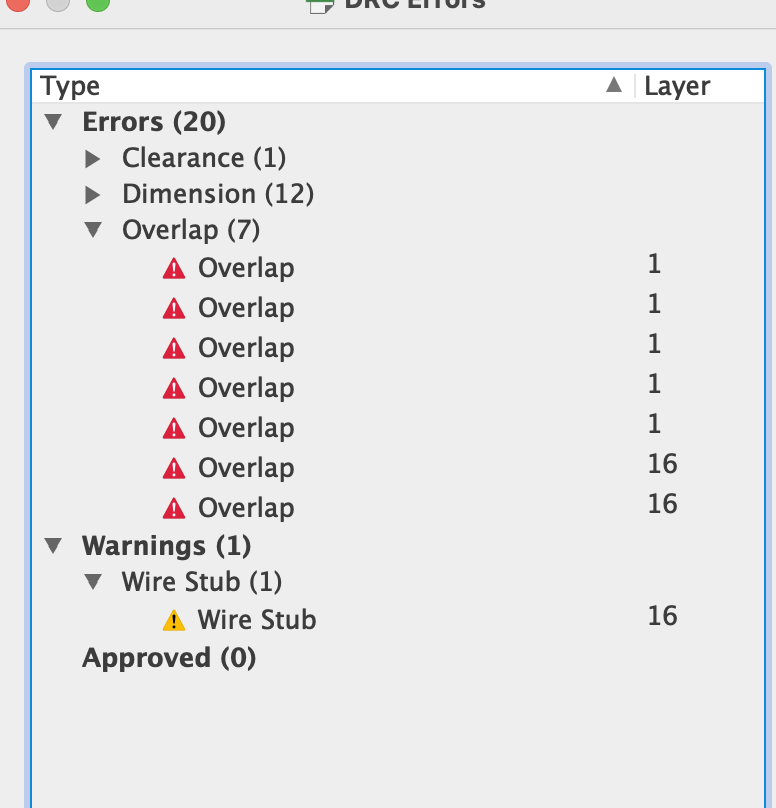 DRC Errors
Type Layer
Errors (20)
Clearance (1)
Dimension (12)
Overlap (7)
Overlap 1
Overlap 1
Overlap 1
Overlap 1
Overlap 1
Overlap 16
Overlap 16
Warnings (1)
Wire Stub (1)
Wire Stub 16
Approved (0)